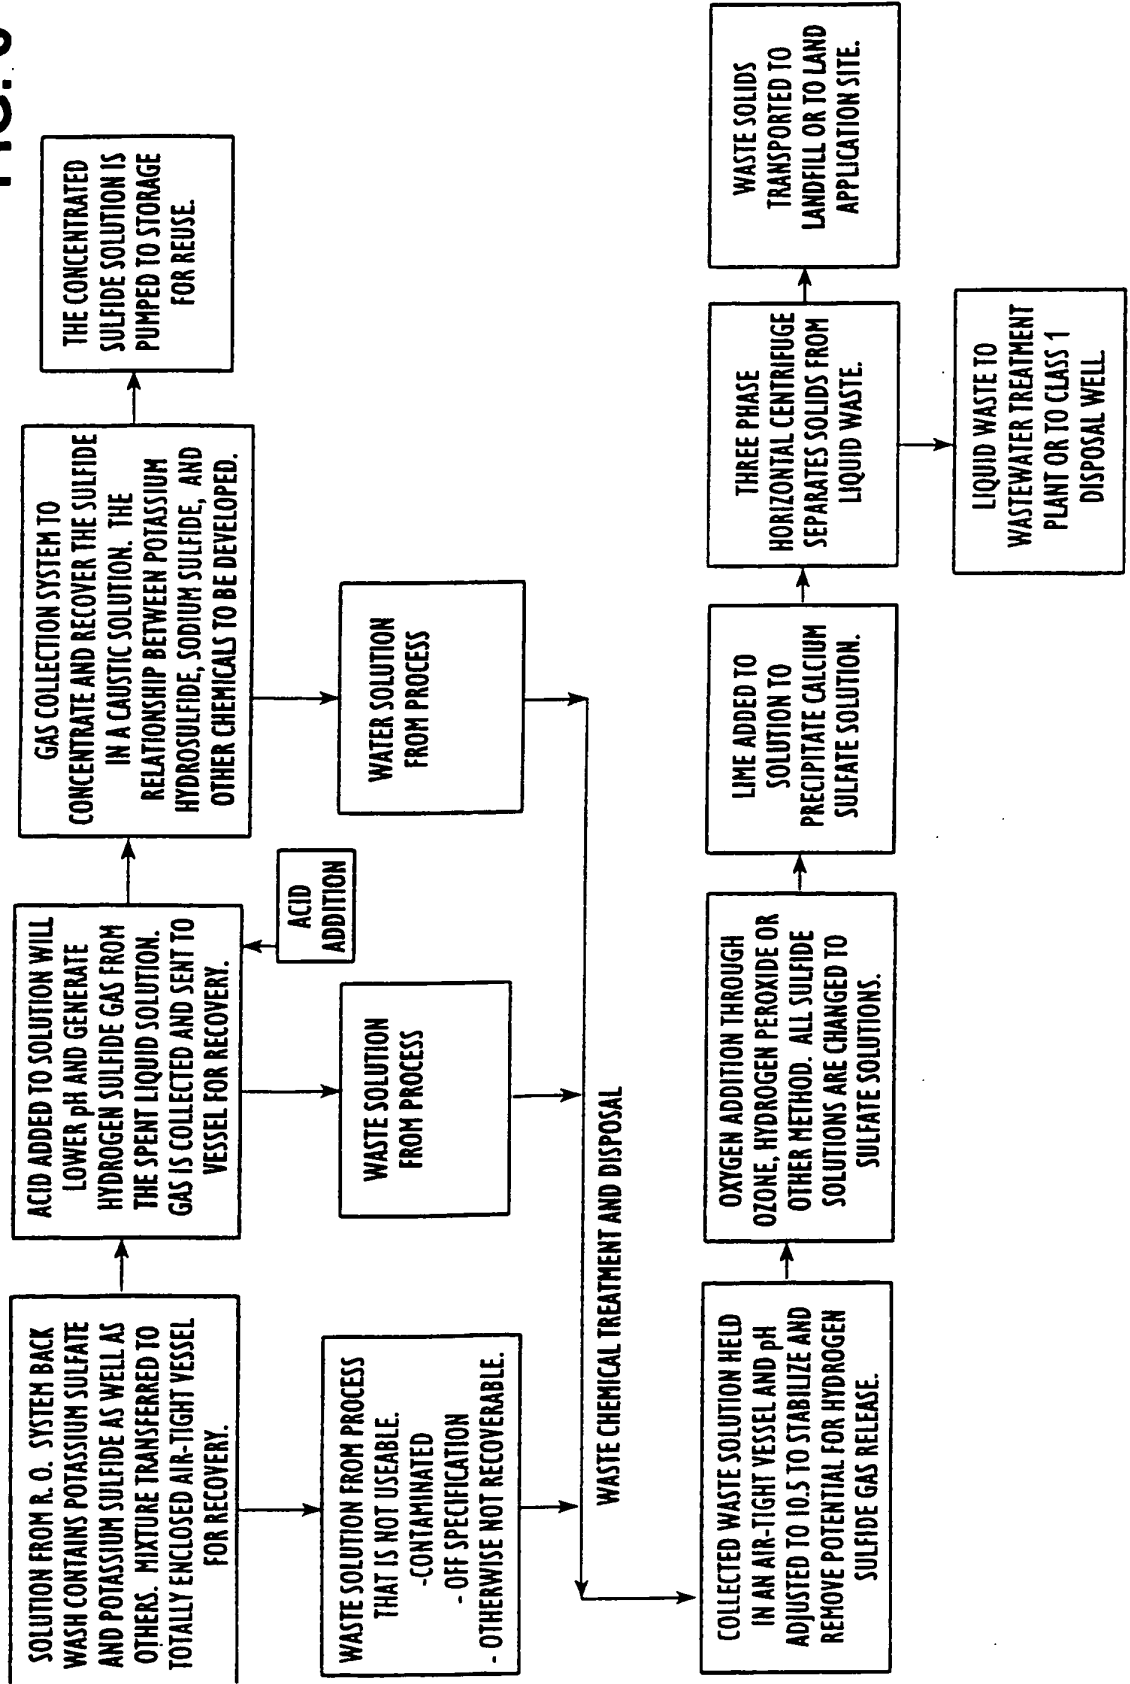 SOLUTION FROM R. O. SYSTEM BACK
WASH CONTAINS POTASSIUM SULFATE
AND POTASSIUM SULFIDE AS WELL AS
OTHERS. MIXTURE TRANSFERRED TO
TOTALLY ENCLOSED AIR-TIGHT VESSEL
FOR RECOVERY.
ACID ADDED TO SOLUTION WILL
LOWER pH AND GENERATE
HYDROGEN SULFIDE GAS FROM
THE SPENT LIQUID SOLUTION.
GAS IS COLLECTED AND SENT TO
VESSEL FOR RECOVERY.
GAS COLLECTION SYSTEM TO
CONCENTRATE AND RECOVER THE SULFIDE
IN A CAUSTIC SOLUTION. THE
RELATIONSHIP BETWEEN POTASSIUM
HYDROSULFIDE, SODIUM SULFIDE, AND
OTHER CHEMICALS TO BE DEVELOPED.
THE CONCENTRATED
SULFIDE SOLUTION IS
PUMPED TO STORAGE
FOR REUSE.
ACID
ADDITION
WASTE SOLUTION FROM PROCESS
THAT IS NOT USEABLE.
-CONTAMINATED
- OFF SPECIFICATION
- OTHERWISE NOT RECOVERABLE.
WASTE SOLUTION
FROM PROCESS
WATER SOLUTION
FROM PROCESS
WASTE CHEMICAL TREATMENT AND DISPOSAL
COLLECTED WASTE SOLUTION HELD
IN AN AIR-TIGHT VESSEL AND pH
ADJUSTED TO 10.5 TO STABILIZE AND
REMOVE POTENTIAL FOR HYDROGEN
SULFIDE GAS RELEASE.
OXYGEN ADDITION THROUGH
OZONE, HYDROGEN PEROXIDE OR
OTHER METHOD. ALL SULFIDE
SOLUTIONS ARE CHANGED TO
SULFATE SOLUTIONS.
LIME ADDED TO
SOLUTION TO
PRECIPITATE CALCIUM
SULFATE SOLUTION.
THREE PHASE
HORIZONTAL CENTRIFUGE
SEPARATES SOLIDS FROM
LIQUID WASTE.
WASTE SOLIDS
TRANSPORTED TO
LANDFILL OR TO LAND
APPLICATION SITE.
LIQUID WASTE TO
WASTEWATER TREATMENT
PLANT OR TO CLASS 1
DISPOSAL WELL.